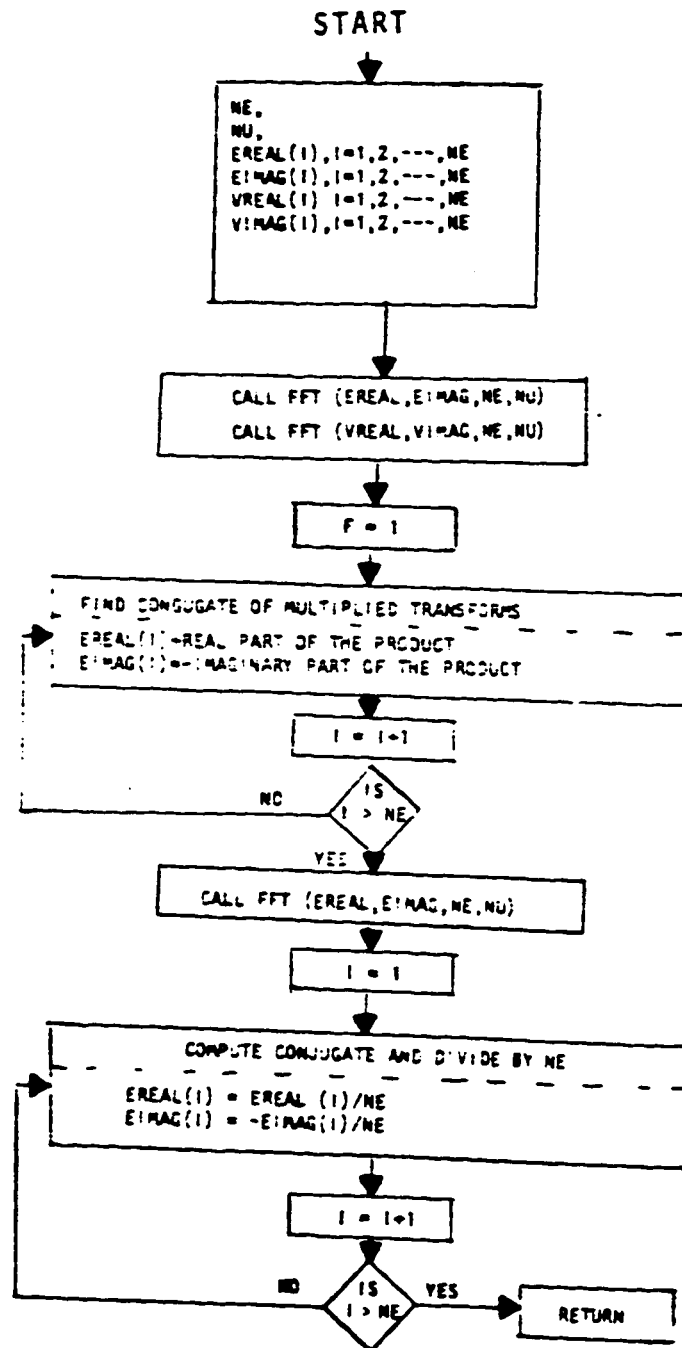 START
NE,
NU,
EREAL(I),I=1,2,---,NE
EIMAG(I),I=1,2,---,NE
VREAL(I) I=1,2,---,NE
VIMAG(I),I=1,2,---,NE
CALL FFT (EREAL,EIMAG,NE,NU)
CALL FFT (VREAL,VIMAG,NE,NU)
F = 1
FIND CONGUGATE OF MULTIPLIED TRANSFORMS
EREAL(I)=REAL PART OF THE PRODUCT
EIMAG(I)=-IMAGINARY PART OF THE PRODUCT
I = I+1
NO
IS
I > NE
YES
CALL FFT (EREAL,EIMAG,NE,NU)
I = 1
COMPUTE CONJUGATE AND DIVIDE BY NE
EREAL(I) = EREAL (I)/NE
EIMAG(I) = -EIMAG(I)/NE
I = I+1
NO
IS
I > NE
YES
RETURN